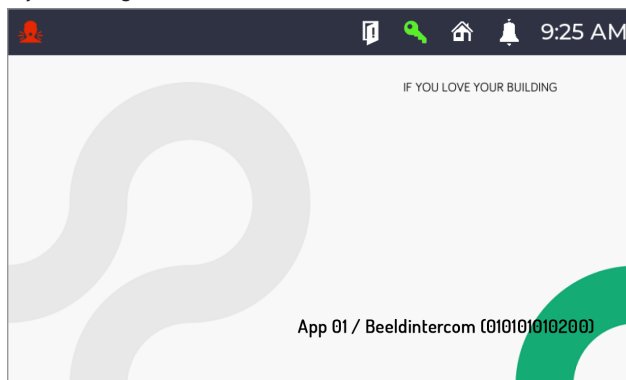 9:25 AM
IF YOU LOVE YOUR BUILDING
App 01 / Beeldintercom (010101010200)